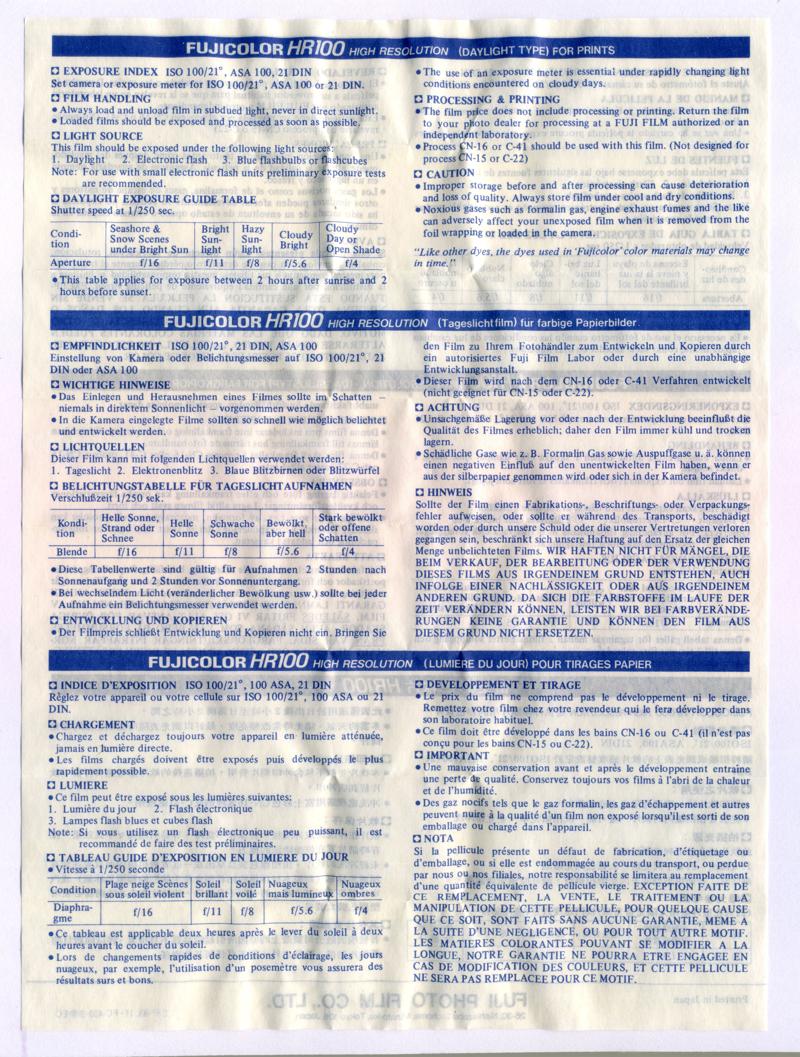 FUJICOLOR HR100 HIGH RESOLUTION (DAYLIGHT TYPE) FOR PRINTS
EXPOSURE INDEX ISO 100/21°, ASA 100, 21 DIN
Set camera or exposure meter for ISO 100/21°, ASA 100 or 21 DIN.
FILM HANDLING
• Always load and unload film in subdued light, never in direct sunlight.
• Loaded films should be exposed and processed as soon as possible.
LIGHT SOURCE
This film should be exposed under the following light sources:
1. Daylight 2. Electronic flash 3. Blue flashbulbs or flashcubes
Note: For use with small electronic flash units preliminary exposure tests
are recommended.
DAYLIGHT EXPOSURE GUIDE TABLE
Shutter speed at 1/250 sec.
Condi-tion | Seashore & Snow Scenes under Bright Sun | Bright Sun-light | Hazy Sun-light | Cloudy Bright | Cloudy Day or Open Shade
Aperture | f/16 | f/11 | f/8 | f/5.6 | f/4
• This table applies for exposure between 2 hours after sunrise and 2
hours before sunset.
• The use of an exposure meter is essential under rapidly changing light
conditions encountered on cloudy days.
PROCESSING & PRINTING
• The film price does not include processing or printing. Return the film
to your photo dealer for processing at a FUJI FILM authorized or an
independent laboratory.
• Process CN-16 or C-41 should be used with this film. (Not designed for
process CN-15 or C-22)
CAUTION
• Improper storage before and after processing can cause deterioration
and loss of quality. Always store film under cool and dry conditions.
• Noxious gases such as formalin gas, engine exhaust fumes and the like
can adversely affect your unexposed film when it is removed from the
foil wrapping or loaded in the camera.
"Like other dyes, the dyes used in 'Fujicolor' color materials may change
in time."
FUJICOLOR HR100 HIGH RESOLUTION (Tageslichtfilm) für farbige Papierbilder
EMPFINDLICHKEIT ISO 100/21°, 21 DIN, ASA 100
Einstellung von Kamera oder Belichtungsmesser auf ISO 100/21°, 21
DIN oder ASA 100
WICHTIGE HINWEISE
• Das Einlegen und Herausnehmen eines Filmes sollte im Schatten –
niemals in direktem Sonnenlicht – vorgenommen werden.
• In die Kamera eingelegte Filme sollten so schnell wie möglich belichtet
und entwickelt werden.
LICHTQUELLEN
Dieser Film kann mit folgenden Lichtquellen verwendet werden:
1. Tageslicht 2. Elektronenblitz 3. Blaue Blitzbirnen oder Blitzwürfel
BELICHTUNGSTABELLE FÜR TAGESLICHTAUFNAHMEN
Verschlußzeit 1/250 sek.
Kondi-tion | Helle Sonne, Strand oder Schnee | Helle Sonne | Schwache Sonne | Bewölkt, aber hell | Stark bewölkt oder offene Schatten
Blende | f/16 | f/11 | f/8 | f/5.6 | f/4
• Diese Tabellenwerte sind gültig für Aufnahmen 2 Stunden nach
Sonnenaufgang und 2 Stunden vor Sonnenuntergang.
• Bei wechselndem Licht (veränderlicher Bewölkung usw.) sollte bei jeder
Aufnahme ein Belichtungsmesser verwendet werden.
ENTWICKLUNG UND KOPIEREN
• Der Filmpreis schließt Entwicklung und Kopieren nicht ein. Bringen Sie
den Film zu Ihrem Fotohändler zum Entwickeln und Kopieren durch
ein autorisiertes Fuji Film Labor oder durch eine unabhängige
Entwicklungsanstalt.
• Dieser Film wird nach dem CN-16 oder C-41 Verfahren entwickelt
(nicht geeignet für CN-15 oder C-22).
ACHTUNG
• Unsachgemäße Lagerung vor oder nach der Entwicklung beeinflußt die
Qualität des Filmes erheblich; daher den Film immer kühl und trocken
lagern.
• Schädliche Gase wie z. B. Formalin Gas sowie Auspuffgase u. ä. können
einen negativen Einfluß auf den unentwickelten Film haben, wenn er
aus der silberpapier genommen wird oder sich in der Kamera befindet.
HINWEIS
Sollte der Film einen Fabrikations-, Beschriftungs- oder Verpackungs-
fehler aufweisen, oder sollte er während des Transports, beschädigt
worden oder durch unsere Schuld oder die unserer Vertretungen verloren
gegangen sein, beschränkt sich unsere Haftung auf den Ersatz der gleichen
Menge unbelichteten Films. WIR HAFTEN NICHT FÜR MÄNGEL, DIE
BEIM VERKAUF, DER BEARBEITUNG ODER DER VERWENDUNG
DIESES FILMS AUS IRGENDEINEM GRUND ENTSTEHEN, AUCH
INFOLGE EINER NACHLÄSSIGKEIT ODER AUS IRGENDEINEM
ANDEREN GRUND. DA SICH DIE FARBSTOFFE IM LAUFE DER
ZEIT VERÄNDERN KÖNNEN, LEISTEN WIR BEI FARBVERÄNDE-
RUNGEN KEINE GARANTIE UND KÖNNEN DEN FILM AUS
DIESEM GRUND NICHT ERSETZEN.
FUJICOLOR HR100 HIGH RESOLUTION (LUMIERE DU JOUR) POUR TIRAGES PAPIER
INDICE D'EXPOSITION ISO 100/21°, 100 ASA, 21 DIN
Règlez votre appareil ou votre cellule sur ISO 100/21°, 100 ASA ou 21
DIN.
CHARGEMENT
• Chargez et déchargez toujours votre appareil en lumière atténuée,
jamais en lumière directe.
• Les films chargés doivent être exposés puis développés le plus
rapidement possible.
LUMIERE
• Ce film peut être exposé sous les lumières suivantes:
1. Lumière du jour 2. Flash électronique
3. Lampes flash blues et cubes flash
Note: Si vous utilisez un flash électronique peu puissant, il est
recommandé de faire des test préliminaires.
TABLEAU GUIDE D'EXPOSITION EN LUMIERE DU JOUR
• Vitesse à 1/250 seconde
Condition | Plage neige Scènes sous soleil violent | Soleil brillant | Soleil voilé | Nuageux mais lumineux | Nuageux ombres
Diaphra-gme | f/16 | f/11 | f/8 | f/5.6 | f/4
• Ce tableau est applicable deux heures après le lever du soleil à deux
heures avant le coucher du soleil.
• Lors de changements rapides de conditions d'éclairage, les jours
nuageux, par exemple, l'utilisation d'un posemètre vous assurera des
résultats surs et bons.
DEVELOPPEMENT ET TIRAGE
• Le prix du film ne comprend pas le développement ni le tirage.
Remettez votre film chez votre revendeur qui le fera développer dans
son laboratoire habituel.
• Ce film doit être développé dans les bains CN-16 ou C-41 (il n'est pas
conçu pour les bains CN-15 ou C-22).
IMPORTANT
• Une mauvaise conservation avant et après le développement entraîne
une perte de qualité. Conservez toujours vos films à l'abri de la chaleur
et de l'humidité.
• Des gaz nocifs tels que le gaz formalin, les gaz d'échappement et autres
peuvent nuire à la qualité d'un film non exposé lorsqu'il est sorti de son
emballage ou chargé dans l'appareil.
NOTA
Si la pellicule présente un défaut de fabrication, d'étiquetage ou
d'emballage, ou si elle est endommagée au cours du transport, ou perdue
par nous ou nos filiales, notre responsabilité se limitera au remplacement
d'une quantité équivalente de pellicule vierge. EXCEPTION FAITE DE
CE REMPLACEMENT, LA VENTE, LE TRAITEMENT OU LA
MANIPULATION DE CETTE PELLICULE, POUR QUELQUE CAUSE
QUE CE SOIT, SONT FAITS SANS AUCUNE GARANTIE, MEME A
LA SUITE D'UNE NEGLIGENCE, OU POUR TOUT AUTRE MOTIF.
LES MATIERES COLORANTES POUVANT SE MODIFIER A LA
LONGUE, NOTRE GARANTIE NE POURRA ETRE ENGAGEE EN
CAS DE MODIFICATION DES COULEURS, ET CETTE PELLICULE
NE SERA PAS REMPLACEE POUR CE MOTIF.
FUJI PHOTO FILM CO., LTD.
Printed in Japan